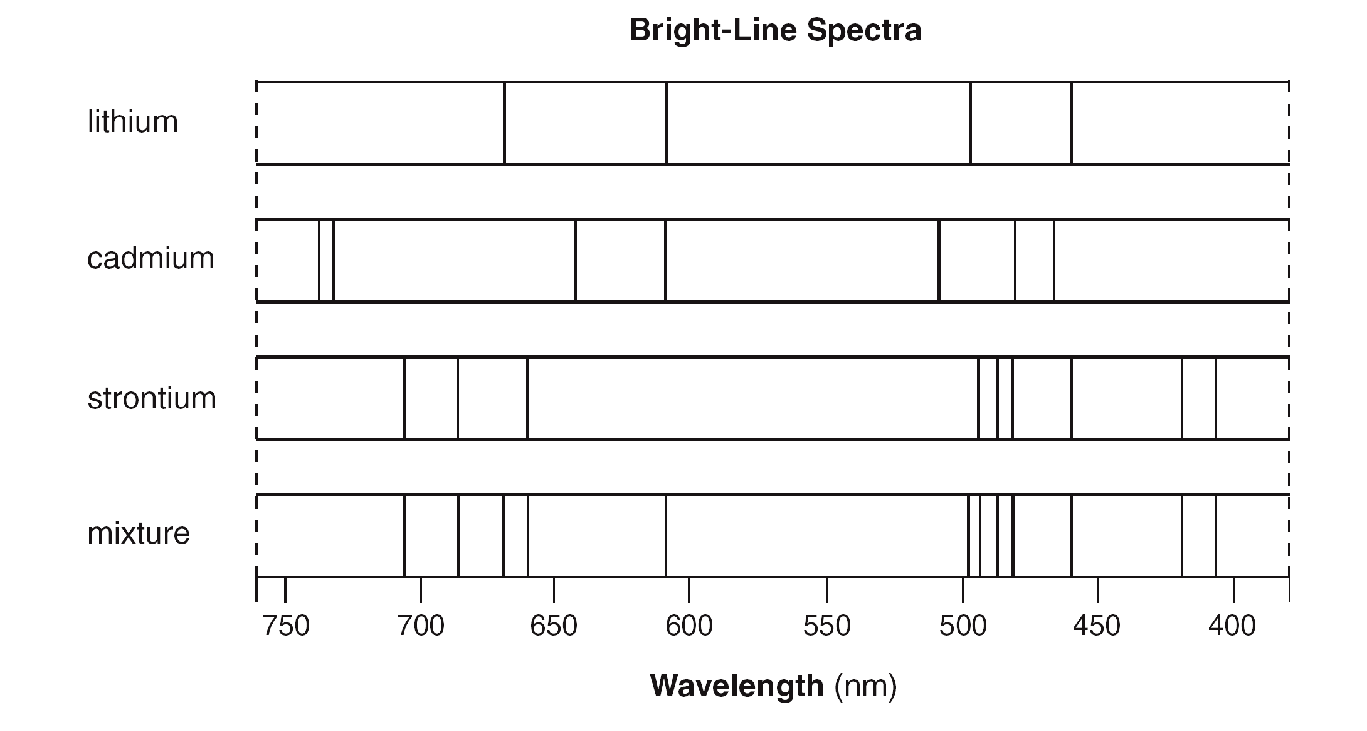 Bright-Line Spectra
lithium
cadmium
strontium
mixture
750 700 650 600 550 500 450 400
Wavelength (nm)